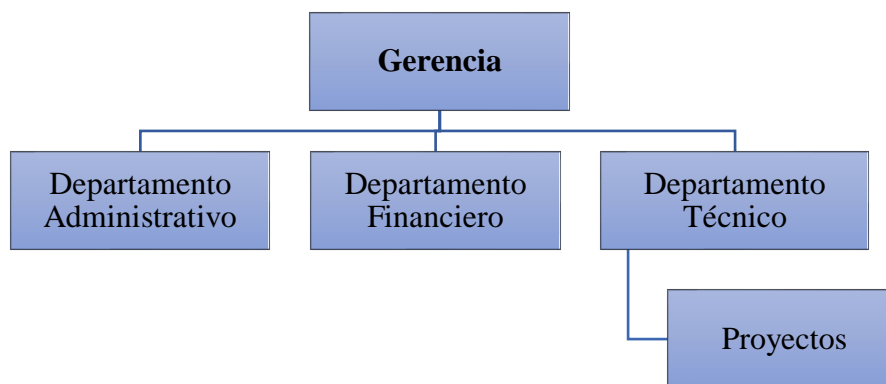 Gerencia
Departamento
Administrativo
Departamento
Financiero
Departamento
Técnico
Proyectos